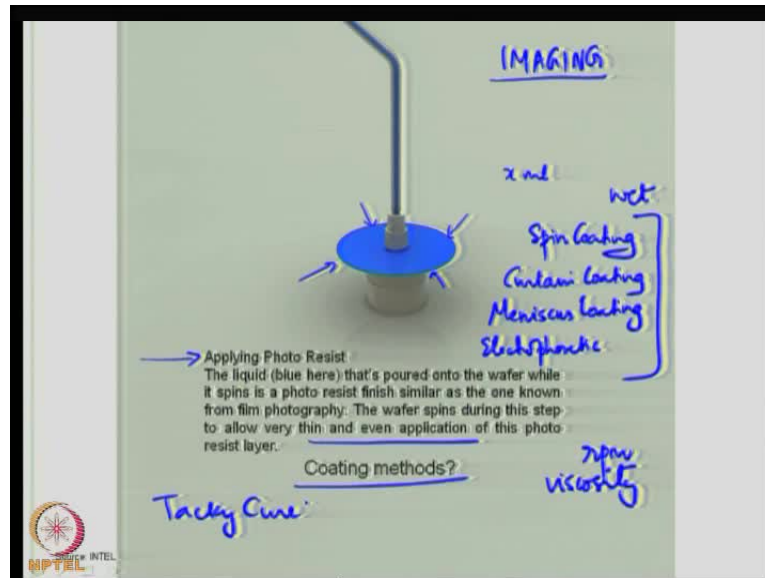 IMAGING
x ml
wet
Spin Coating
Curtain Coating
Meniscus Coating
Electrophoretic
Applying Photo Resist
The liquid (blue here) that's poured onto the wafer while
it spins is a photo resist finish similar as the one known
from film photography. The wafer spins during this step
to allow very thin and even application of this photo
resist layer.
Coating methods?
rpm
viscosity
Tacky Cure
Source: INTEL
NPTEL